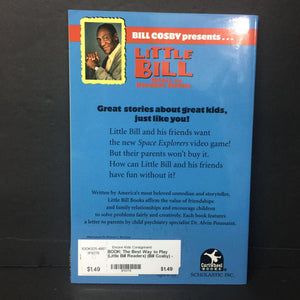 BILL COSBY presents . . .
LITTLE
BILL
Great stories about great kids,
just like you!
Little Bill and his friends want
the new Space Explorers video game!
But their parents won't buy it.
How can Little Bill and his friends
have fun without it?
Written by America's most beloved comedian and storyteller,
Little Bill Books affirm the value of friendships
and family relationships and encourage children
to solve problems fairly and creatively. Each book features
a letter to parents by child psychiatry specialist Dr. Alvin Poussaint.
Encore Kids Consignment
BOOK: The Best Way to Play
(Little Bill Readers) (Bill Cosby) -
$1.49
$1.49
Cartwheel
BOOKS
SCHOLASTIC INC.